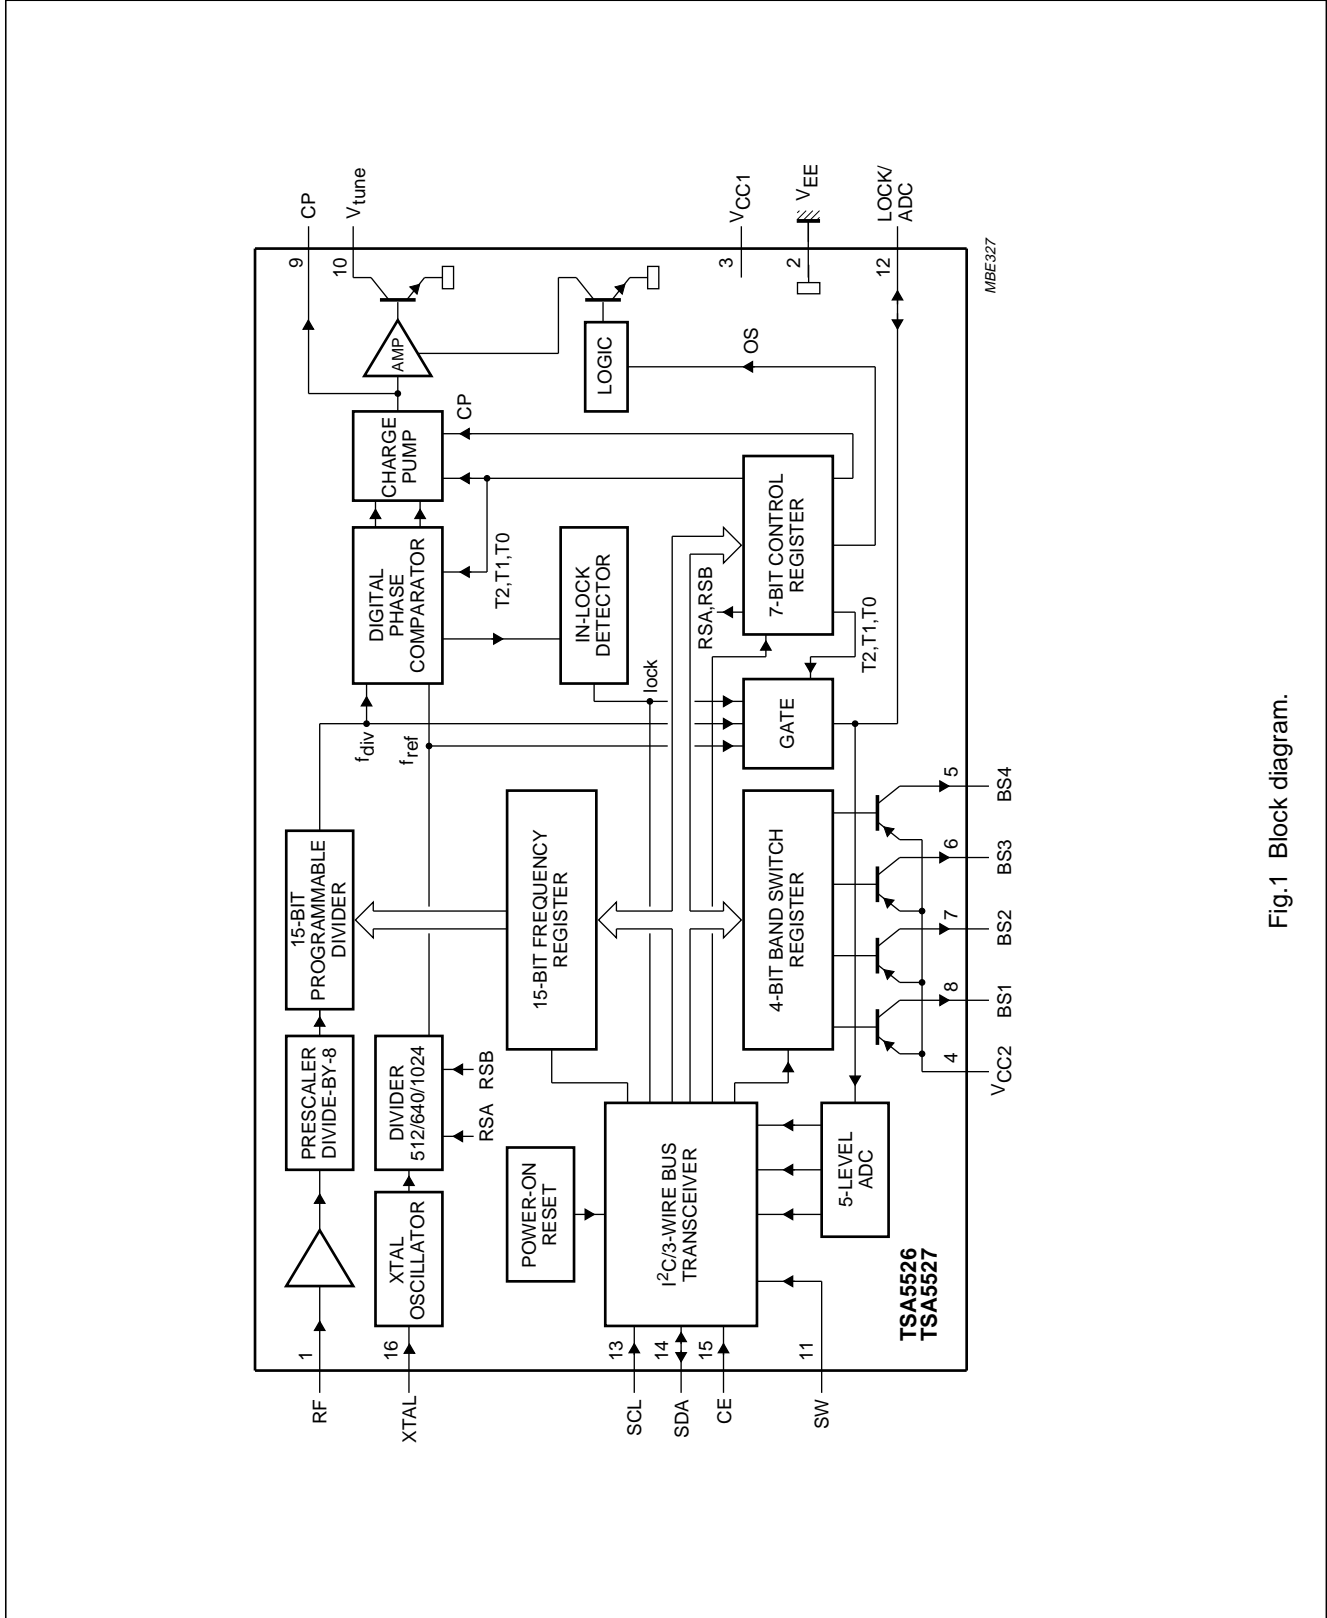 RF
1
PRESCALER
DIVIDE-BY-8
15-BIT
PROGRAMMABLE
DIVIDER
XTAL
16
XTAL
OSCILLATOR
DIVIDER
512/640/1024
RSA
RSB
fdiv
fref
DIGITAL
PHASE
COMPARATOR
CHARGE
PUMP
AMP
9
CP
10
Vtune
CP
T2,T1,T0
POWER-ON
RESET
15-BIT FREQUENCY
REGISTER
IN-LOCK
DETECTOR
lock
LOGIC
OS
SCL
13
SDA
14
CE
15
I2C/3-WIRE BUS
TRANSCEIVER
RSA,RSB
3
VCC1
2
VEE
12
LOCK/
ADC
4-BIT BAND SWITCH
REGISTER
GATE
7-BIT CONTROL
REGISTER
T2,T1,T0
SW
11
5-LEVEL
ADC
TSA5526
TSA5527
4
8
7
6
5
VCC2
BS1
BS2
BS3
BS4
MBE327
Fig.1 Block diagram.